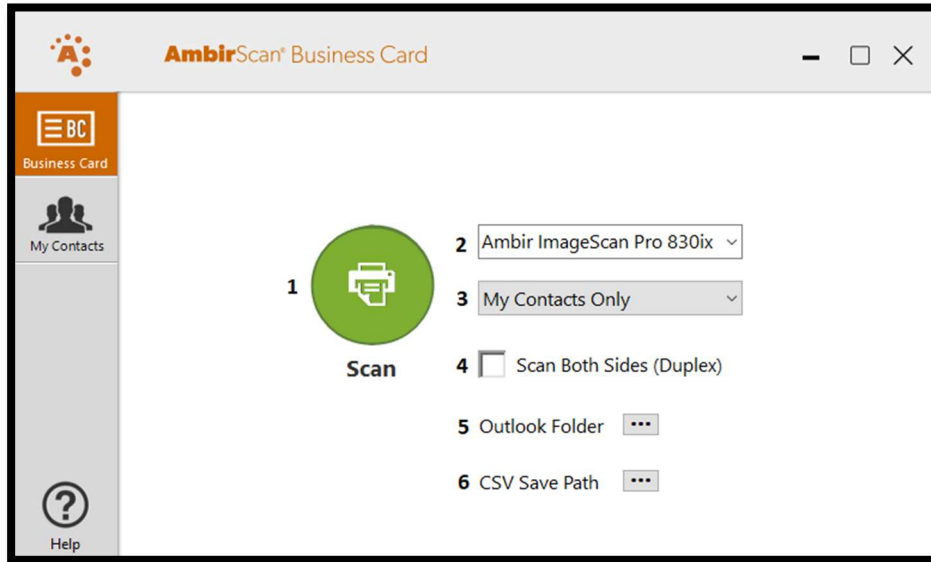 AmbirScan® Business Card
BC
Business Card
My Contacts
1
Scan
2 Ambir ImageScan Pro 830ix
3 My Contacts Only
4 Scan Both Sides (Duplex)
5 Outlook Folder ...
6 CSV Save Path ...
?
Help